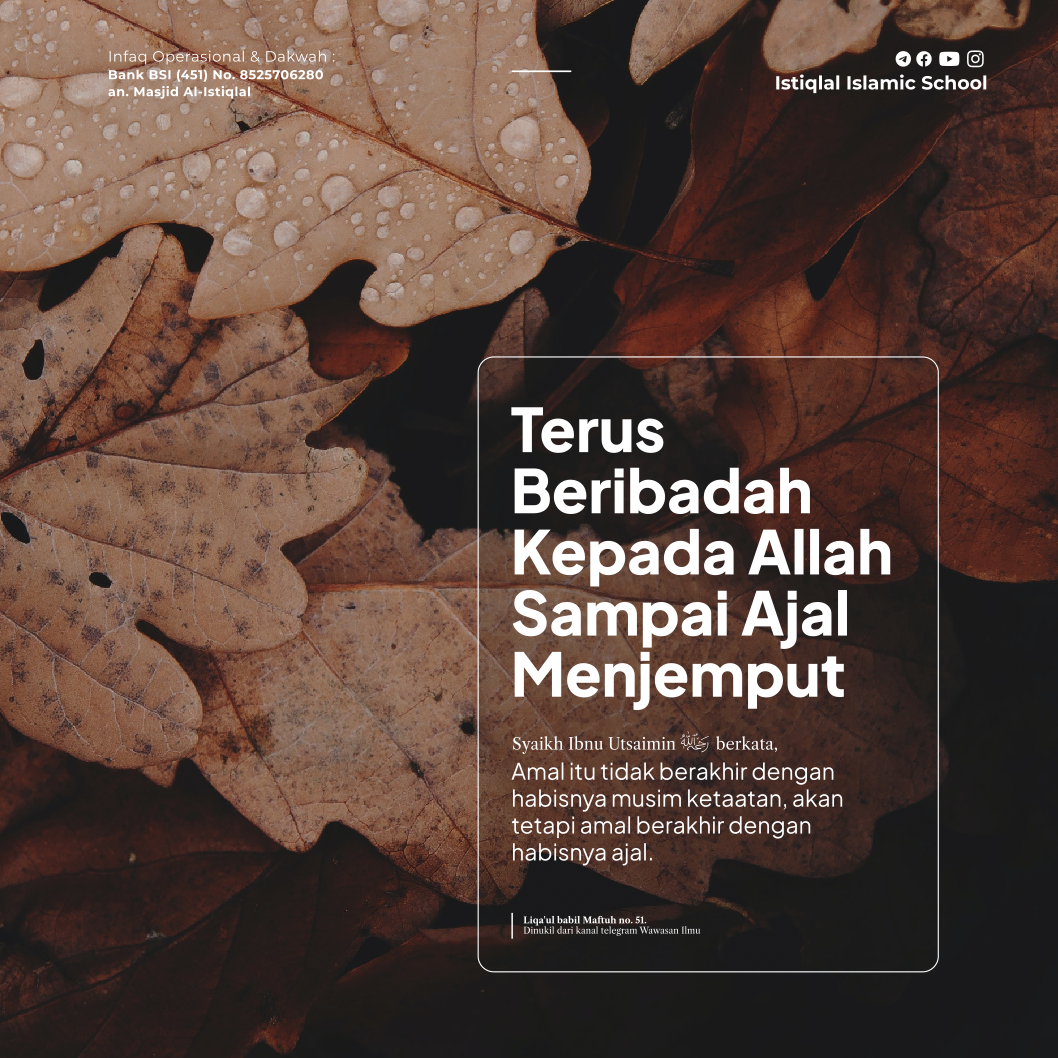 Infaq Operasional & Dakwah :
Bank BSI (451) No. 8525706280
an. Masjid Al-Istiqlal
Istiqlal Islamic School
Terus
Beribadah
Kepada Allah
Sampai Ajal
Menjemput
Syaikh Ibnu Utsaimin رحمه الله berkata,
Amal itu tidak berakhir dengan
habisnya musim ketaatan, akan
tetapi amal berakhir dengan
habisnya ajal.
Liqa'ul babil Maftuh no. 51.
Dinukil dari kanal telegram Wawasan Ilmu